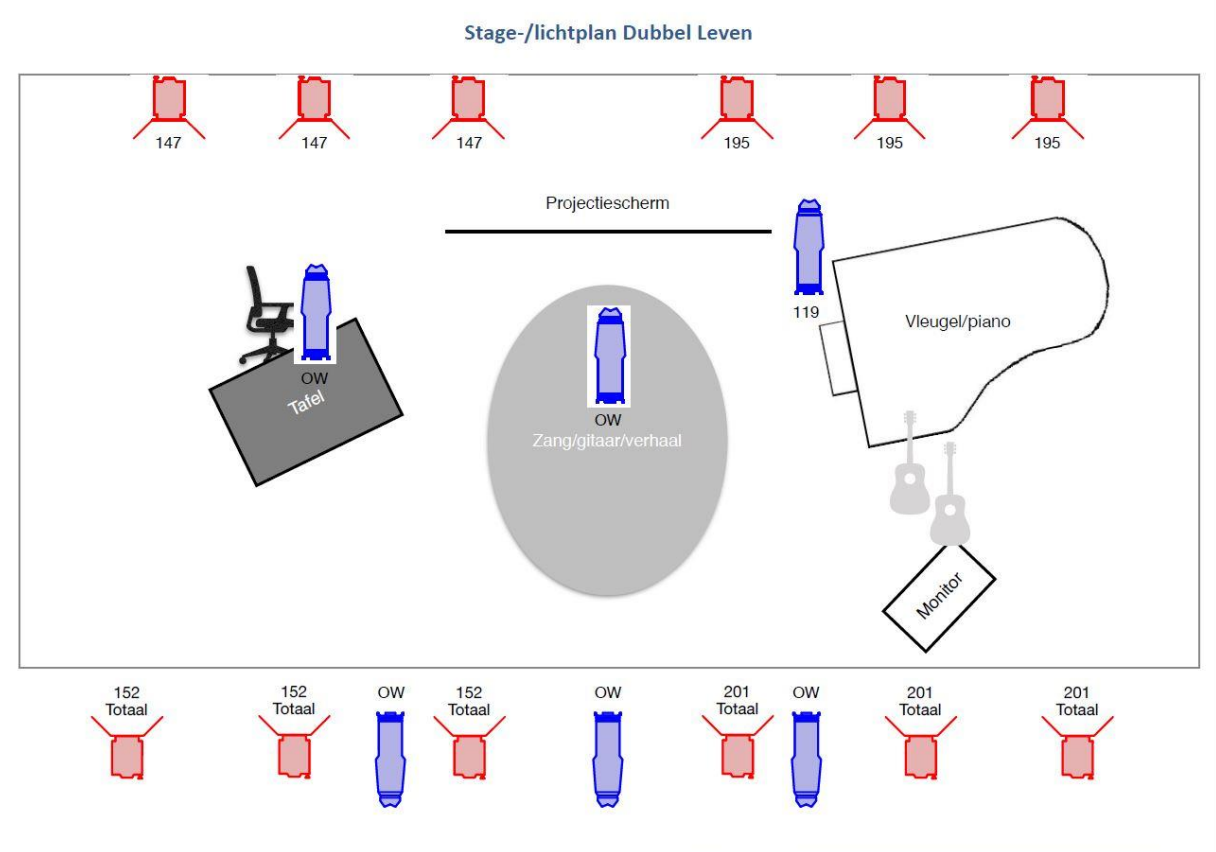 Stage-/lichtplan Dubbel Leven
147
147
147
195
195
195
Projectiescherm
119
Vleugel/piano
OW
Tafel
OW
Zang/gitaar/verhaal
Monitor
152
Totaal
152
Totaal
OW
152
Totaal
OW
201
Totaal
OW
201
Totaal
201
Totaal